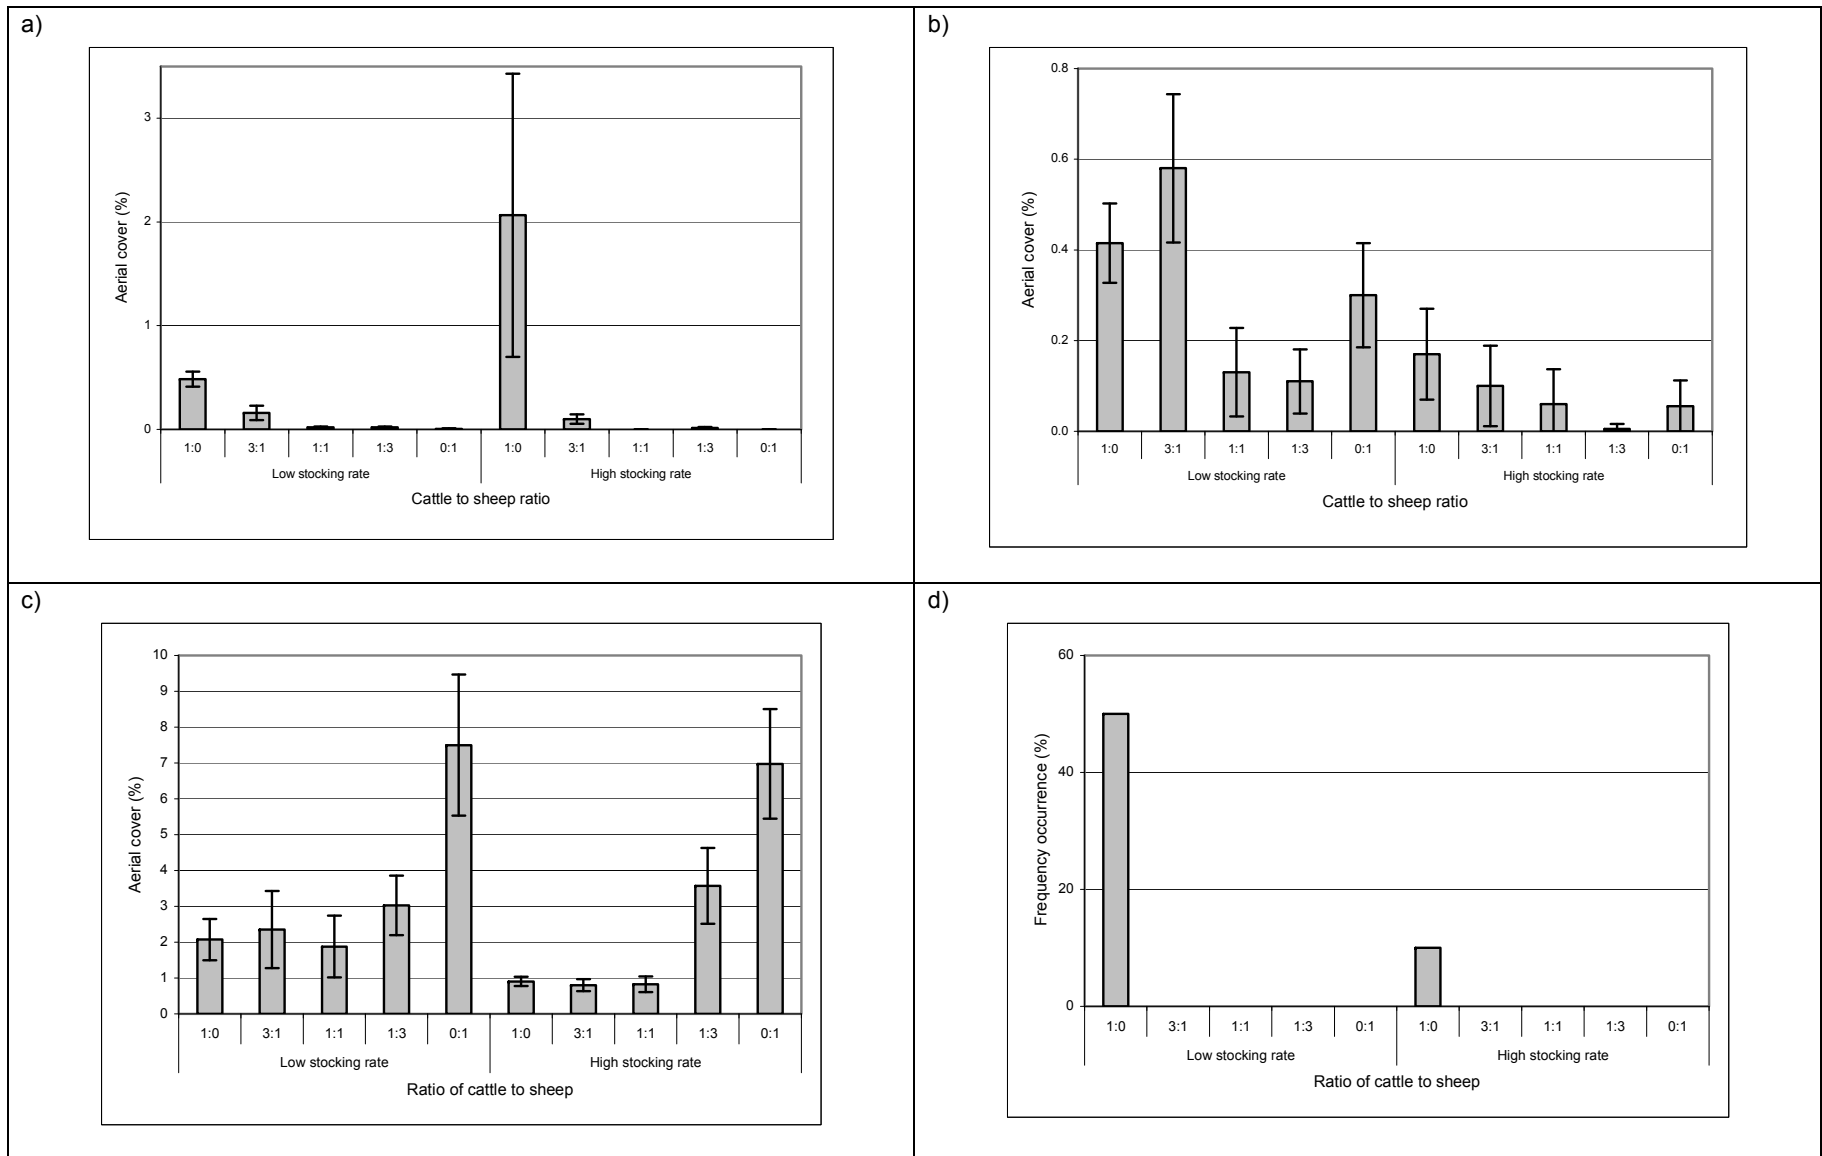 a)
3
2
1
0
Aerial cover (%)
1:0 3:1 1:1 1:3 0:1 1:0 3:1 1:1 1:3 0:1
Low stocking rate High stocking rate
Cattle to sheep ratio
b)
0.8
0.6
0.4
0.2
0.0
Aerial cover (%)
1:0 3:1 1:1 1:3 0:1 1:0 3:1 1:1 1:3 0:1
Low stocking rate High stocking rate
Cattle to sheep ratio
c)
10
9
8
7
6
5
4
3
2
1
0
Aerial cover (%)
1:0 3:1 1:1 1:3 0:1 1:0 3:1 1:1 1:3 0:1
Low stocking rate High stocking rate
Ratio of cattle to sheep
d)
60
40
20
0
Frequency occurrence (%)
1:0 3:1 1:1 1:3 0:1 1:0 3:1 1:1 1:3 0:1
Low stocking rate High stocking rate
Ratio of cattle to sheep